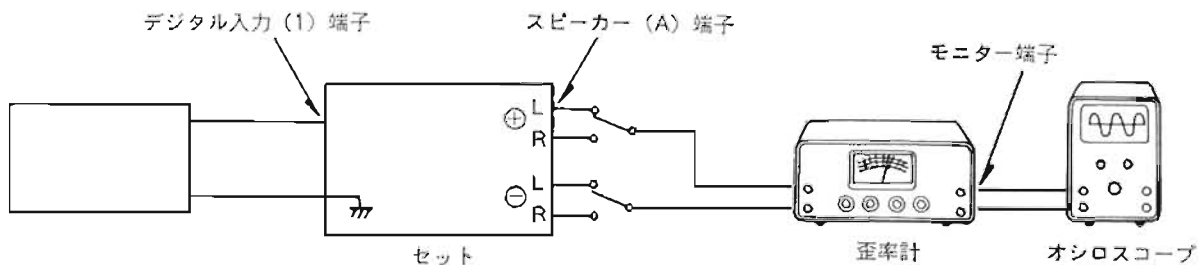 デジタル入力 (1) 端子
スピーカー (A) 端子
モニター端子
⊕
L
R
⊖
L
R
セット
歪率計
オシロスコープ